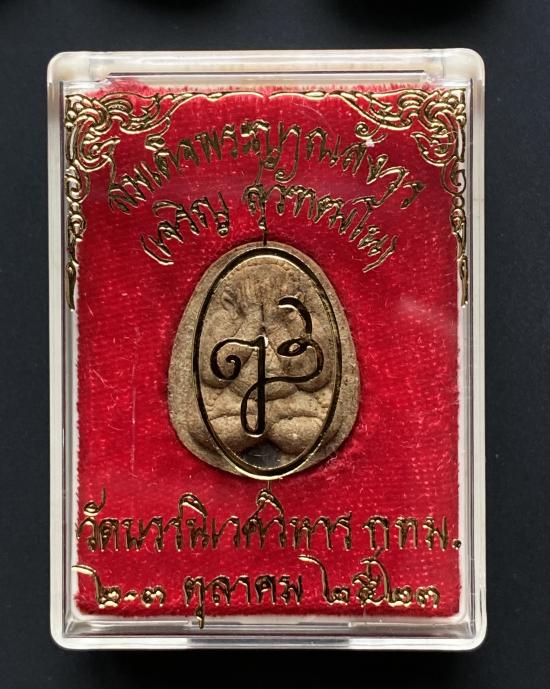 สมเด็จพระญาณสังวร
(เจริญ สุวฑฺฒโน)
วัดบวรนิเวศวิหาร กทม.
๒-๓ ตุลาคม ๒๕๒๓